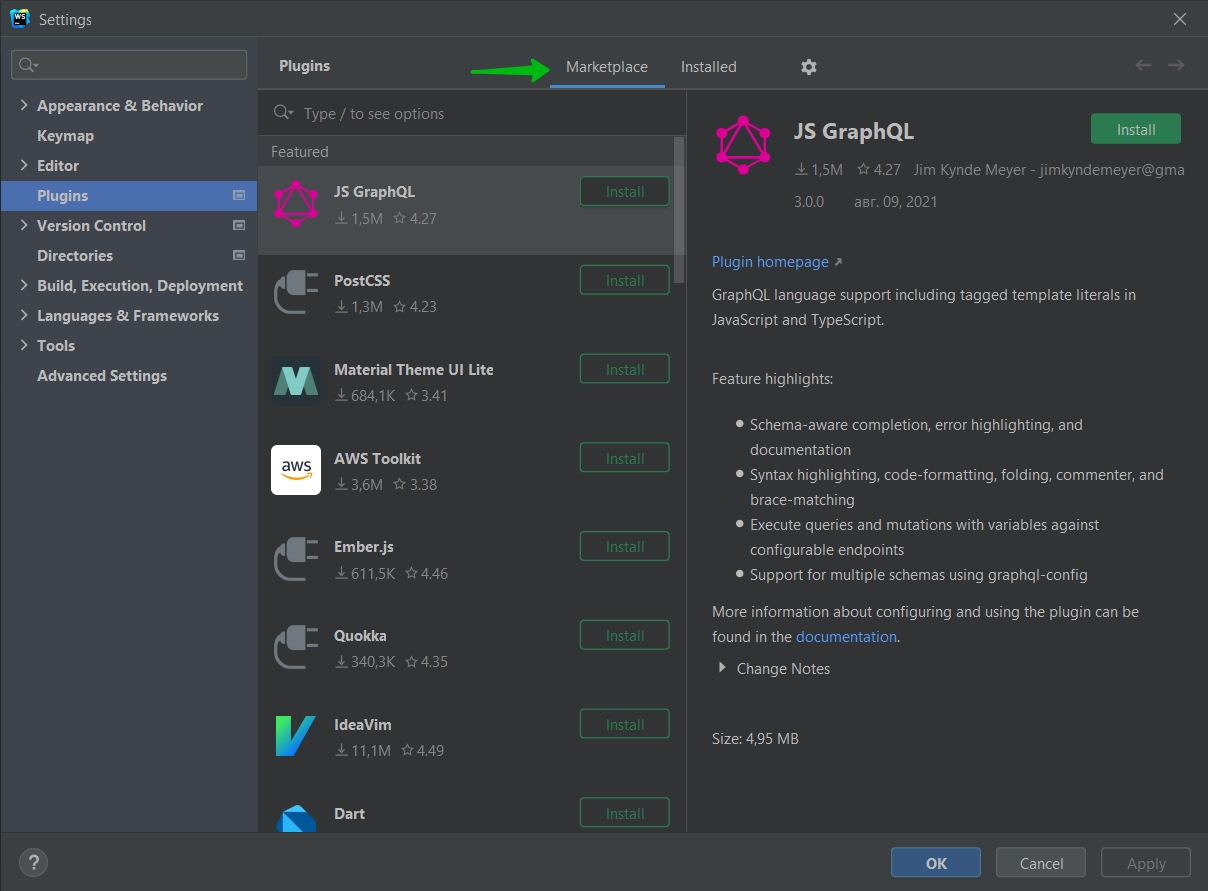 WS
Settings
Appearance & Behavior
Keymap
Editor
Plugins
Version Control
Directories
Build, Execution, Deployment
Languages & Frameworks
Tools
Advanced Settings
Plugins
Marketplace
Installed
Type / to see options
Featured
JS GraphQL
1,5M 4.27
Install
PostCSS
1,3M 4.23
Install
Material Theme UI Lite
684,1K 3.41
Install
aws
AWS Toolkit
3,6M 3.38
Install
Ember.js
611,5K 4.46
Install
Quokka
340,3K 4.35
Install
IdeaVim
11,1M 4.49
Install
Dart
Install
JS GraphQL
Install
1,5M 4.27 Jim Kynde Meyer - jimkyndemeyer@gma
3.0.0 авг. 09, 2021
Plugin homepage
GraphQL language support including tagged template literals in
JavaScript and TypeScript.
Feature highlights:
Schema-aware completion, error highlighting, and
documentation
Syntax highlighting, code-formatting, folding, commenter, and
brace-matching
Execute queries and mutations with variables against
configurable endpoints
Support for multiple schemas using graphql-config
More information about configuring and using the plugin can be
found in the documentation.
Change Notes
Size: 4,95 MB
?
OK
Cancel
Apply